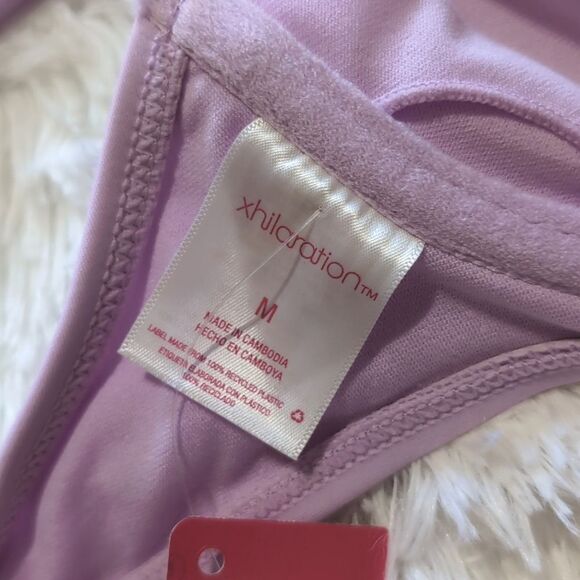 xhilaration™
M
MADE IN CAMBODIA
HECHO EN CAMBOYA
LABEL MADE FROM 100% RECYCLED PLASTIC
ETIQUETA ELABORADA CON PLASTICO
100% RECICLADO